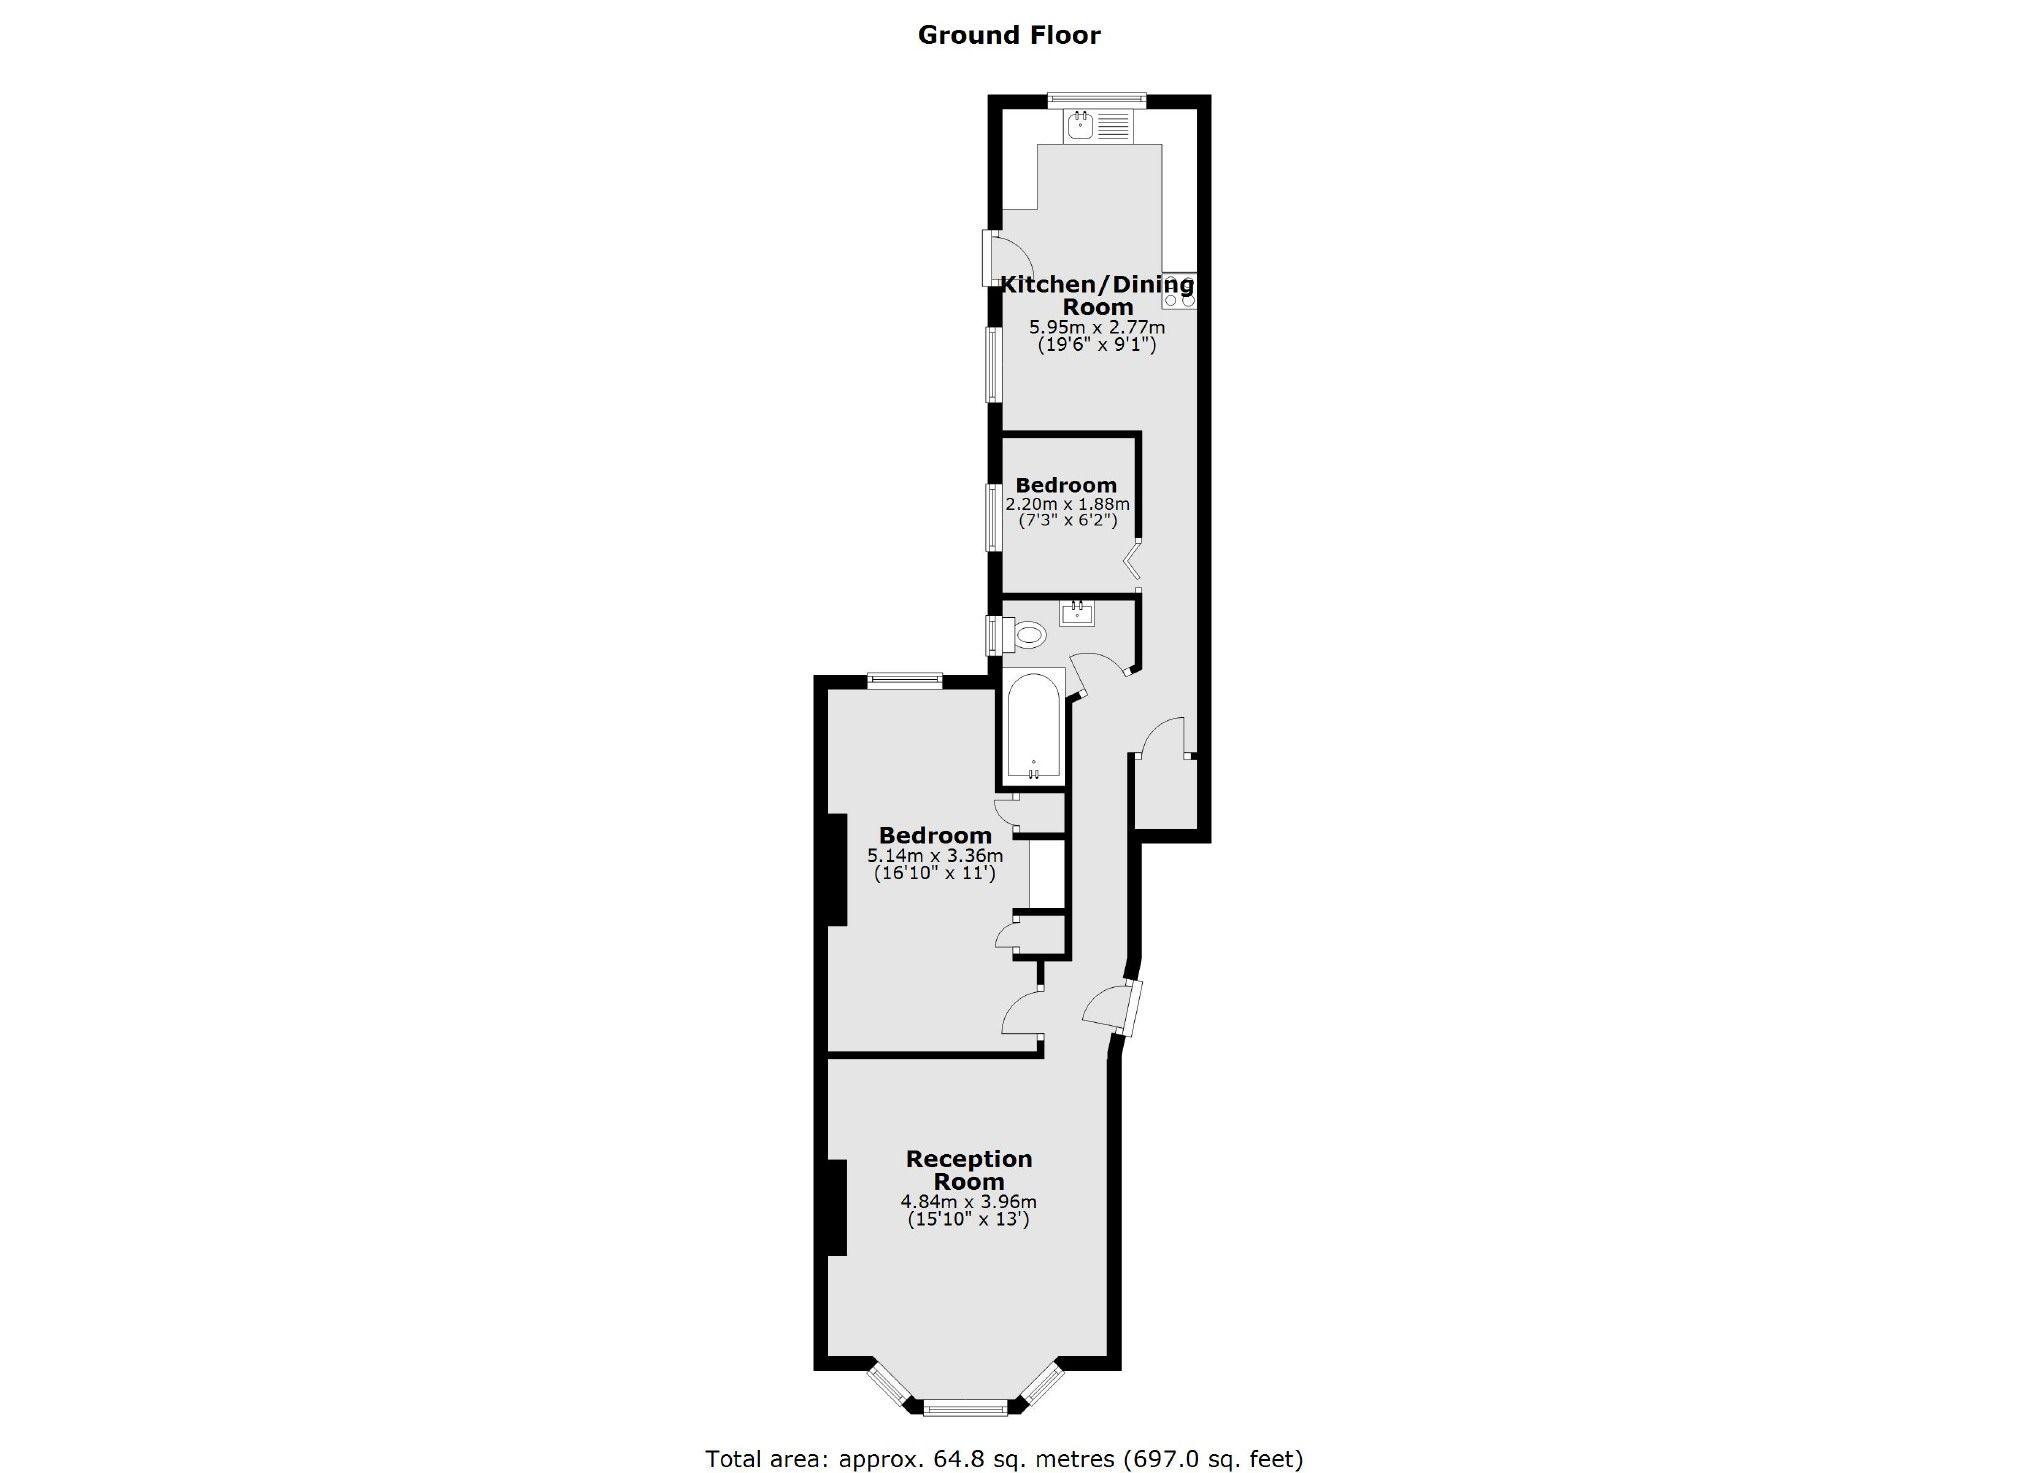 Ground Floor
Kitchen/Dining
Room
5.95m x 2.77m
(19'6" x 9'1")
Bedroom
2.20m x 1.88m
(7'3" x 6'2")
Bedroom
5.14m x 3.36m
(16'10" x 11')
Reception
Room
4.84m x 3.96m
(15'10" x 13')
Total area: approx. 64.8 sq. metres (697.0 sq. feet)